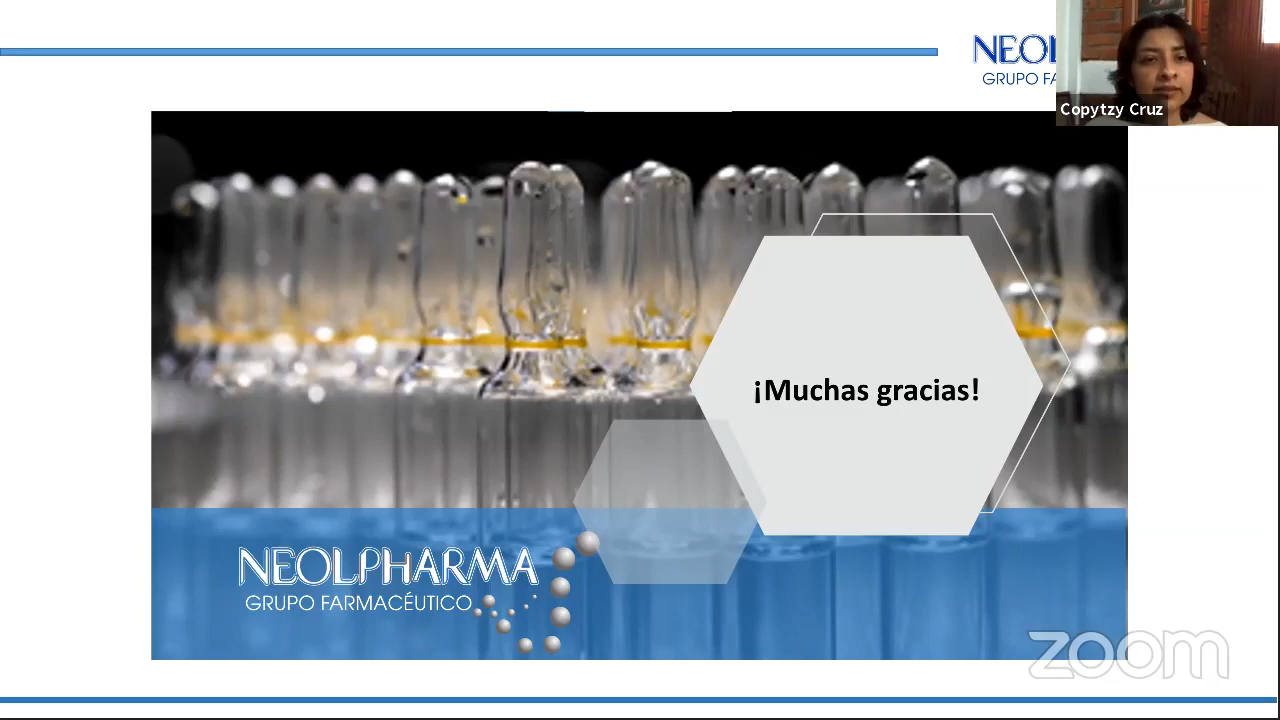 NEOL
GRUPO FA
Copytzy Cruz
¡Muchas gracias!
NEOLPHARMA
GRUPO FARMACÉUTICO
zoom